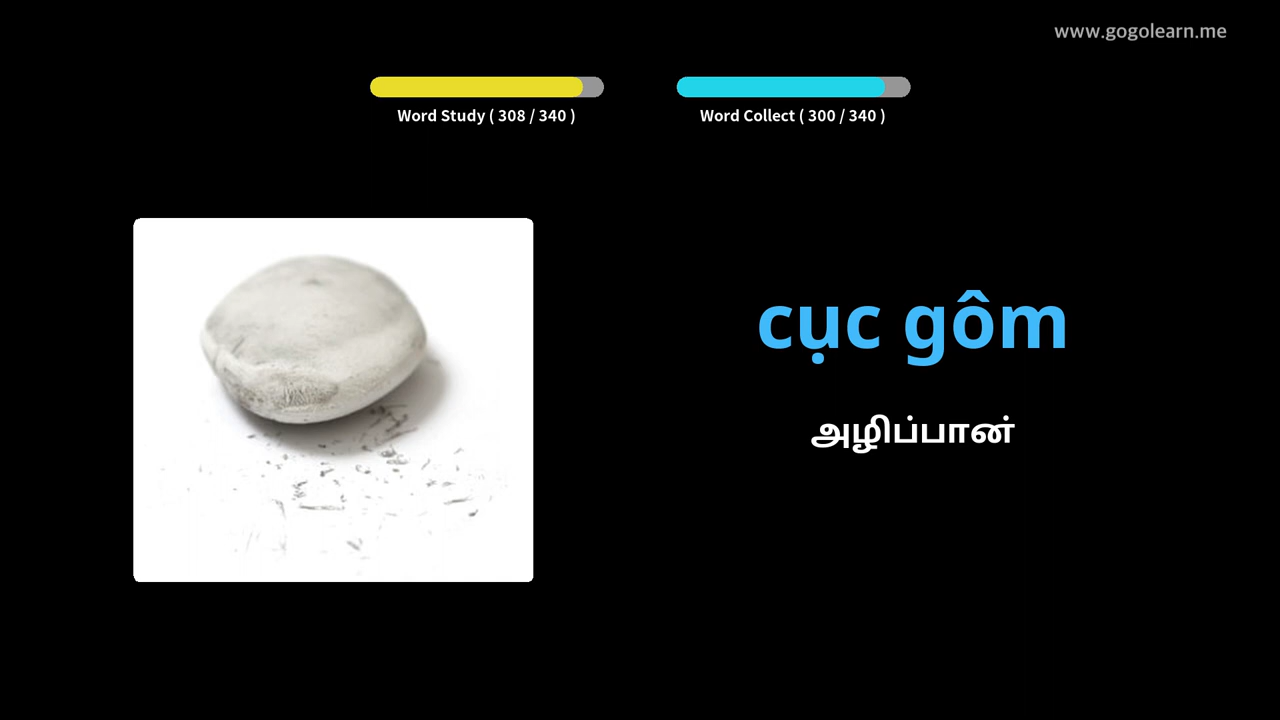 www.gogolearn.me
Word Study ( 308 / 340 )
Word Collect ( 300 / 340 )
cục gôm
அழிப்பான்